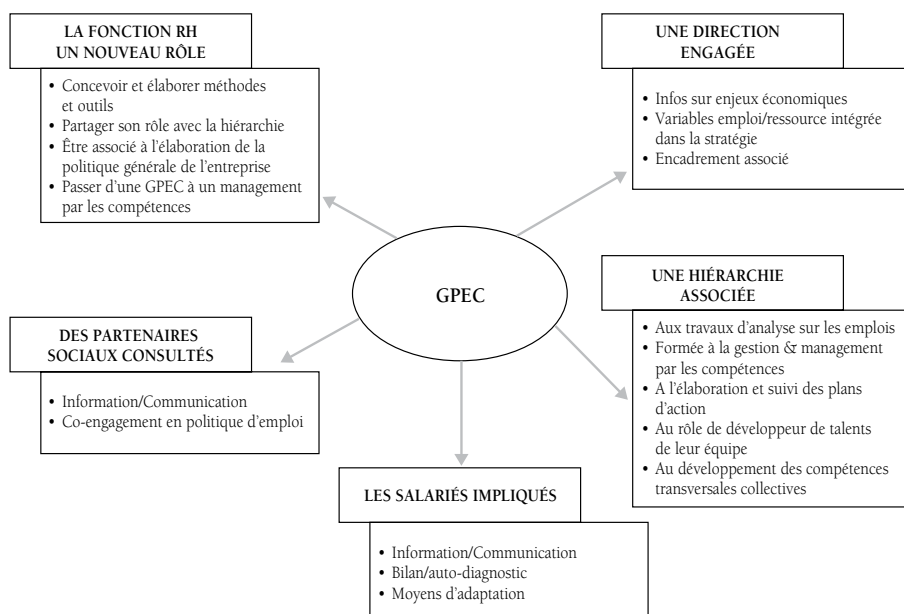 LA FONCTION RH
UN NOUVEAU RÔLE
• Concevoir et élaborer méthodes
et outils
• Partager son rôle avec la hiérarchie
• Être associé à l'élaboration de la
politique générale de l'entreprise
• Passer d'une GPEC à un management
par les compétences
UNE DIRECTION
ENGAGÉE
• Infos sur enjeux économiques
• Variables emploi/ressource intégrée
dans la stratégie
• Encadrement associé
GPEC
DES PARTENAIRES
SOCIAUX CONSULTÉS
• Information/Communication
• Co-engagement en politique d'emploi
UNE HIÉRARCHIE
ASSOCIÉE
• Aux travaux d'analyse sur les emplois
• Formée à la gestion & management
par les compétences
• A l'élaboration et suivi des plans
d'action
• Au rôle de développeur de talents
de leur équipe
• Au développement des compétences
transversales collectives
LES SALARIÉS IMPLIQUÉS
• Information/Communication
• Bilan/auto-diagnostic
• Moyens d'adaptation